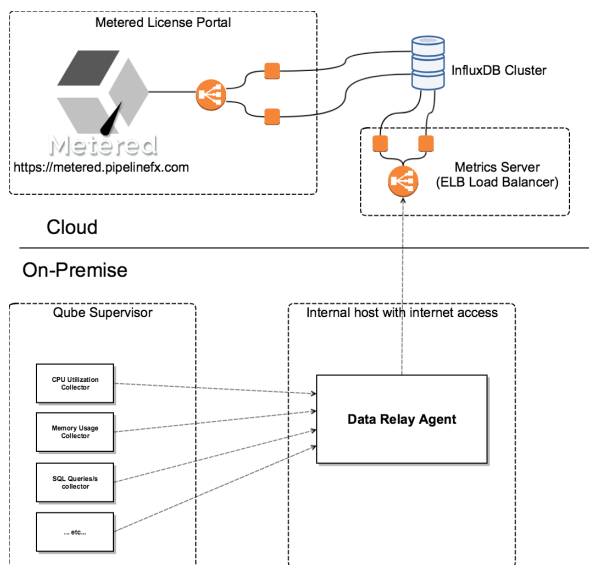 Metered License Portal
Metered
https://metered.pipelinefx.com
InfluxDB Cluster
Metrics Server
(ELB Load Balancer)
Cloud
On-Premise
Qube Supervisor
CPU Utilization
Collector
Memory Usage
Collector
SQL Queries/s
collector
... etc...
Internal host with internet access
Data Relay Agent